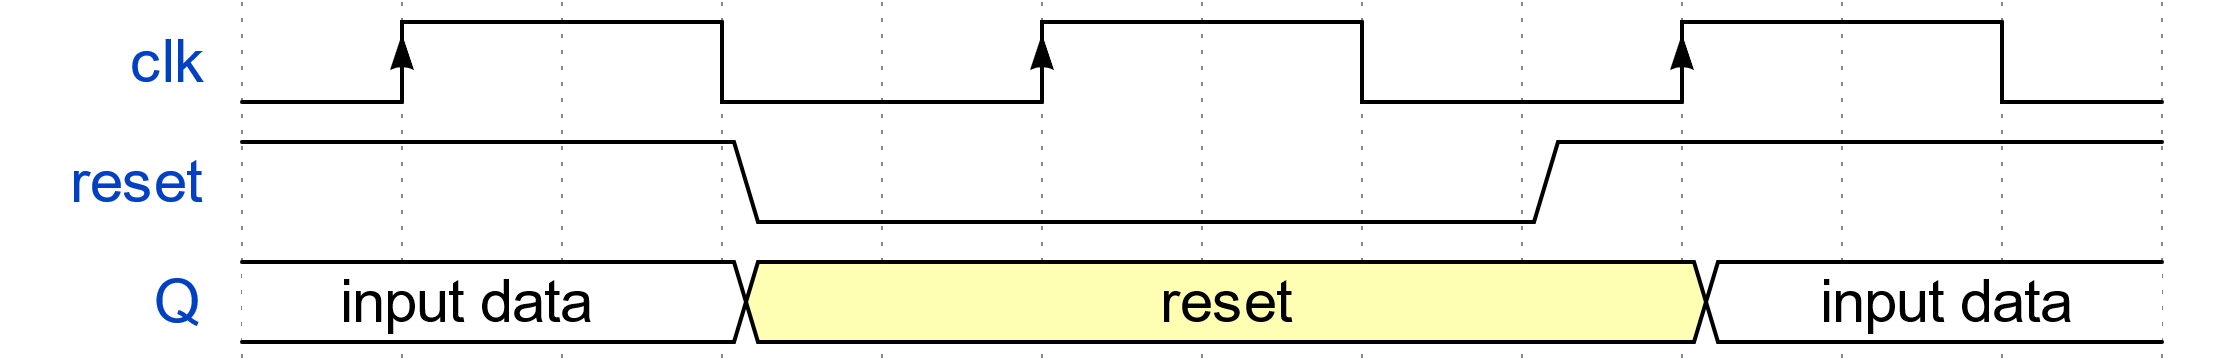 clk
reset
Q input data reset input data